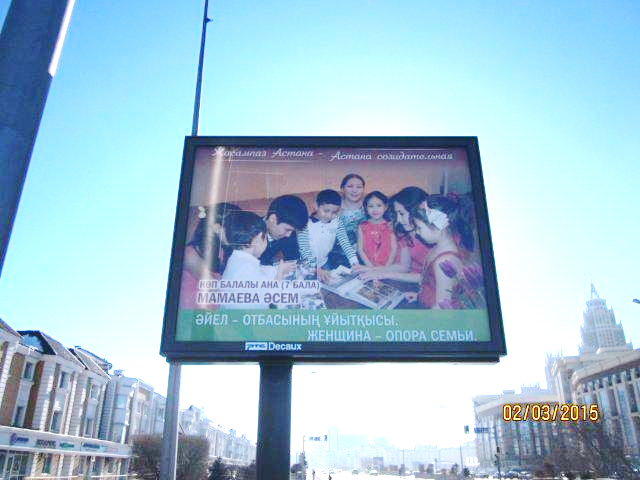 Жасампаз Астана - Астана созидательная
КӨП БАЛАЛЫ АНА (7 БАЛА)
МАМАЕВА ӘСЕМ
ӘЙЕЛ - ОТБАСЫНЫҢ ҰЙЫТҚЫСЫ.
ЖЕНЩИНА - ОПОРА СЕМЬИ.
Decaux
02/03/2015